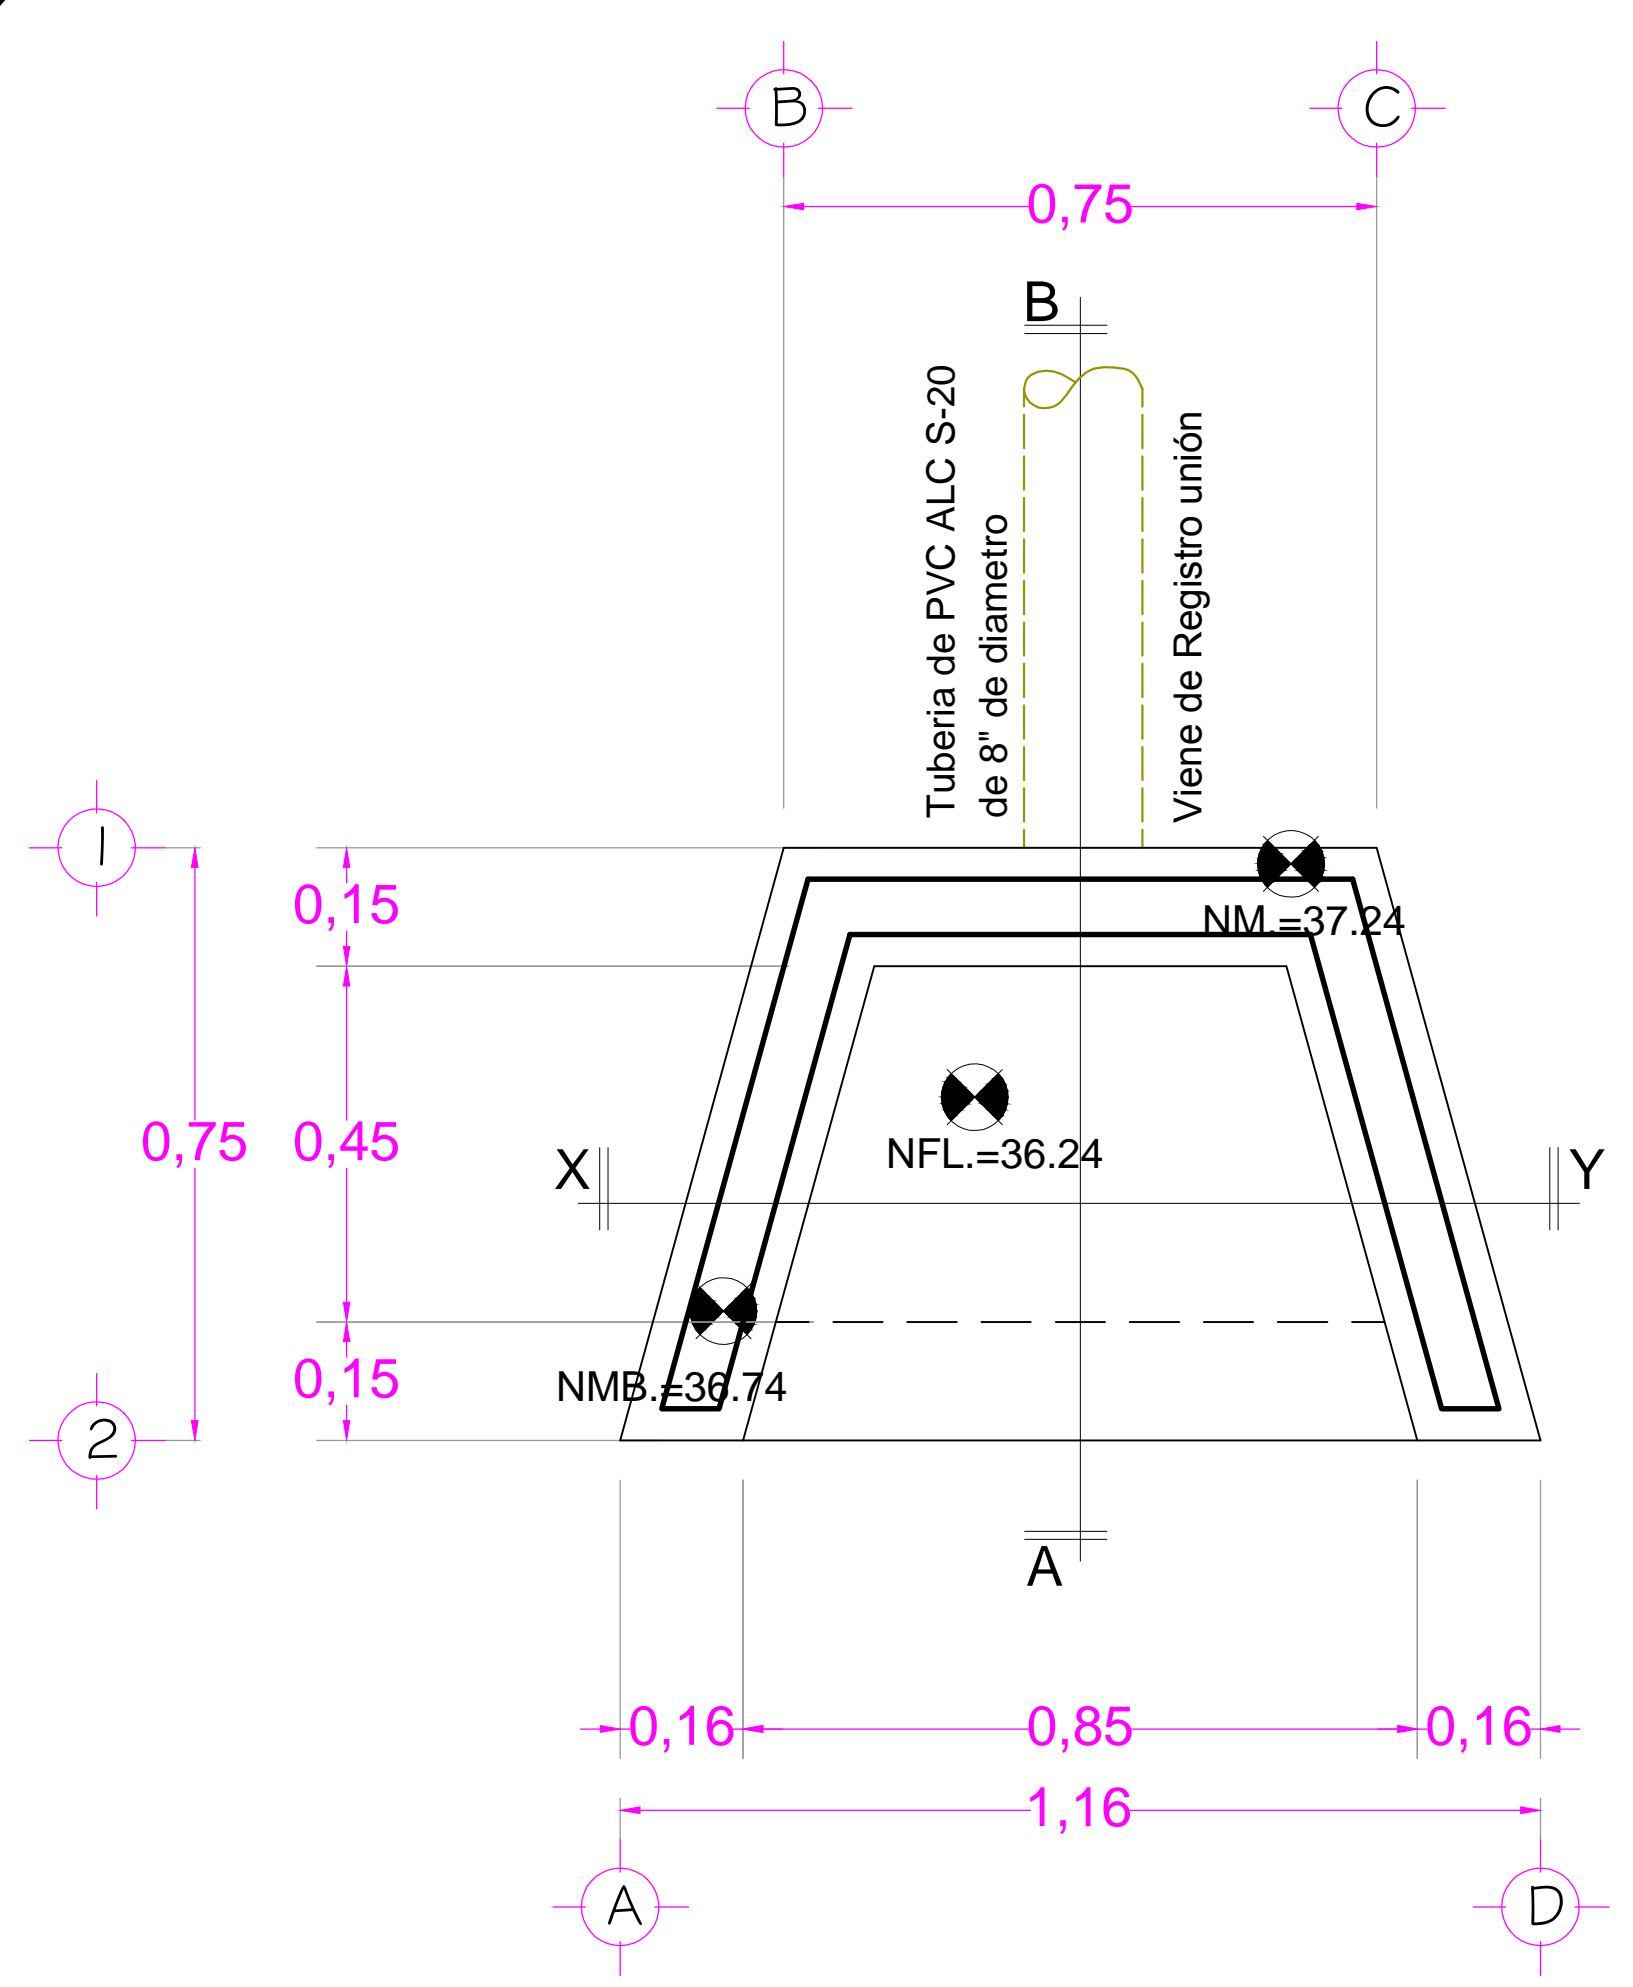 B
C
0,75
B
Tuberia de PVC ALC S-20
de 8" de diametro
Viene de Registro unión
1
0,15
NM.=37.24
0,75
0,45
NFL.=36.24
X
Y
0,15
NMB.=36.74
2
A
0,16
0,85
0,16
1,16
A
D